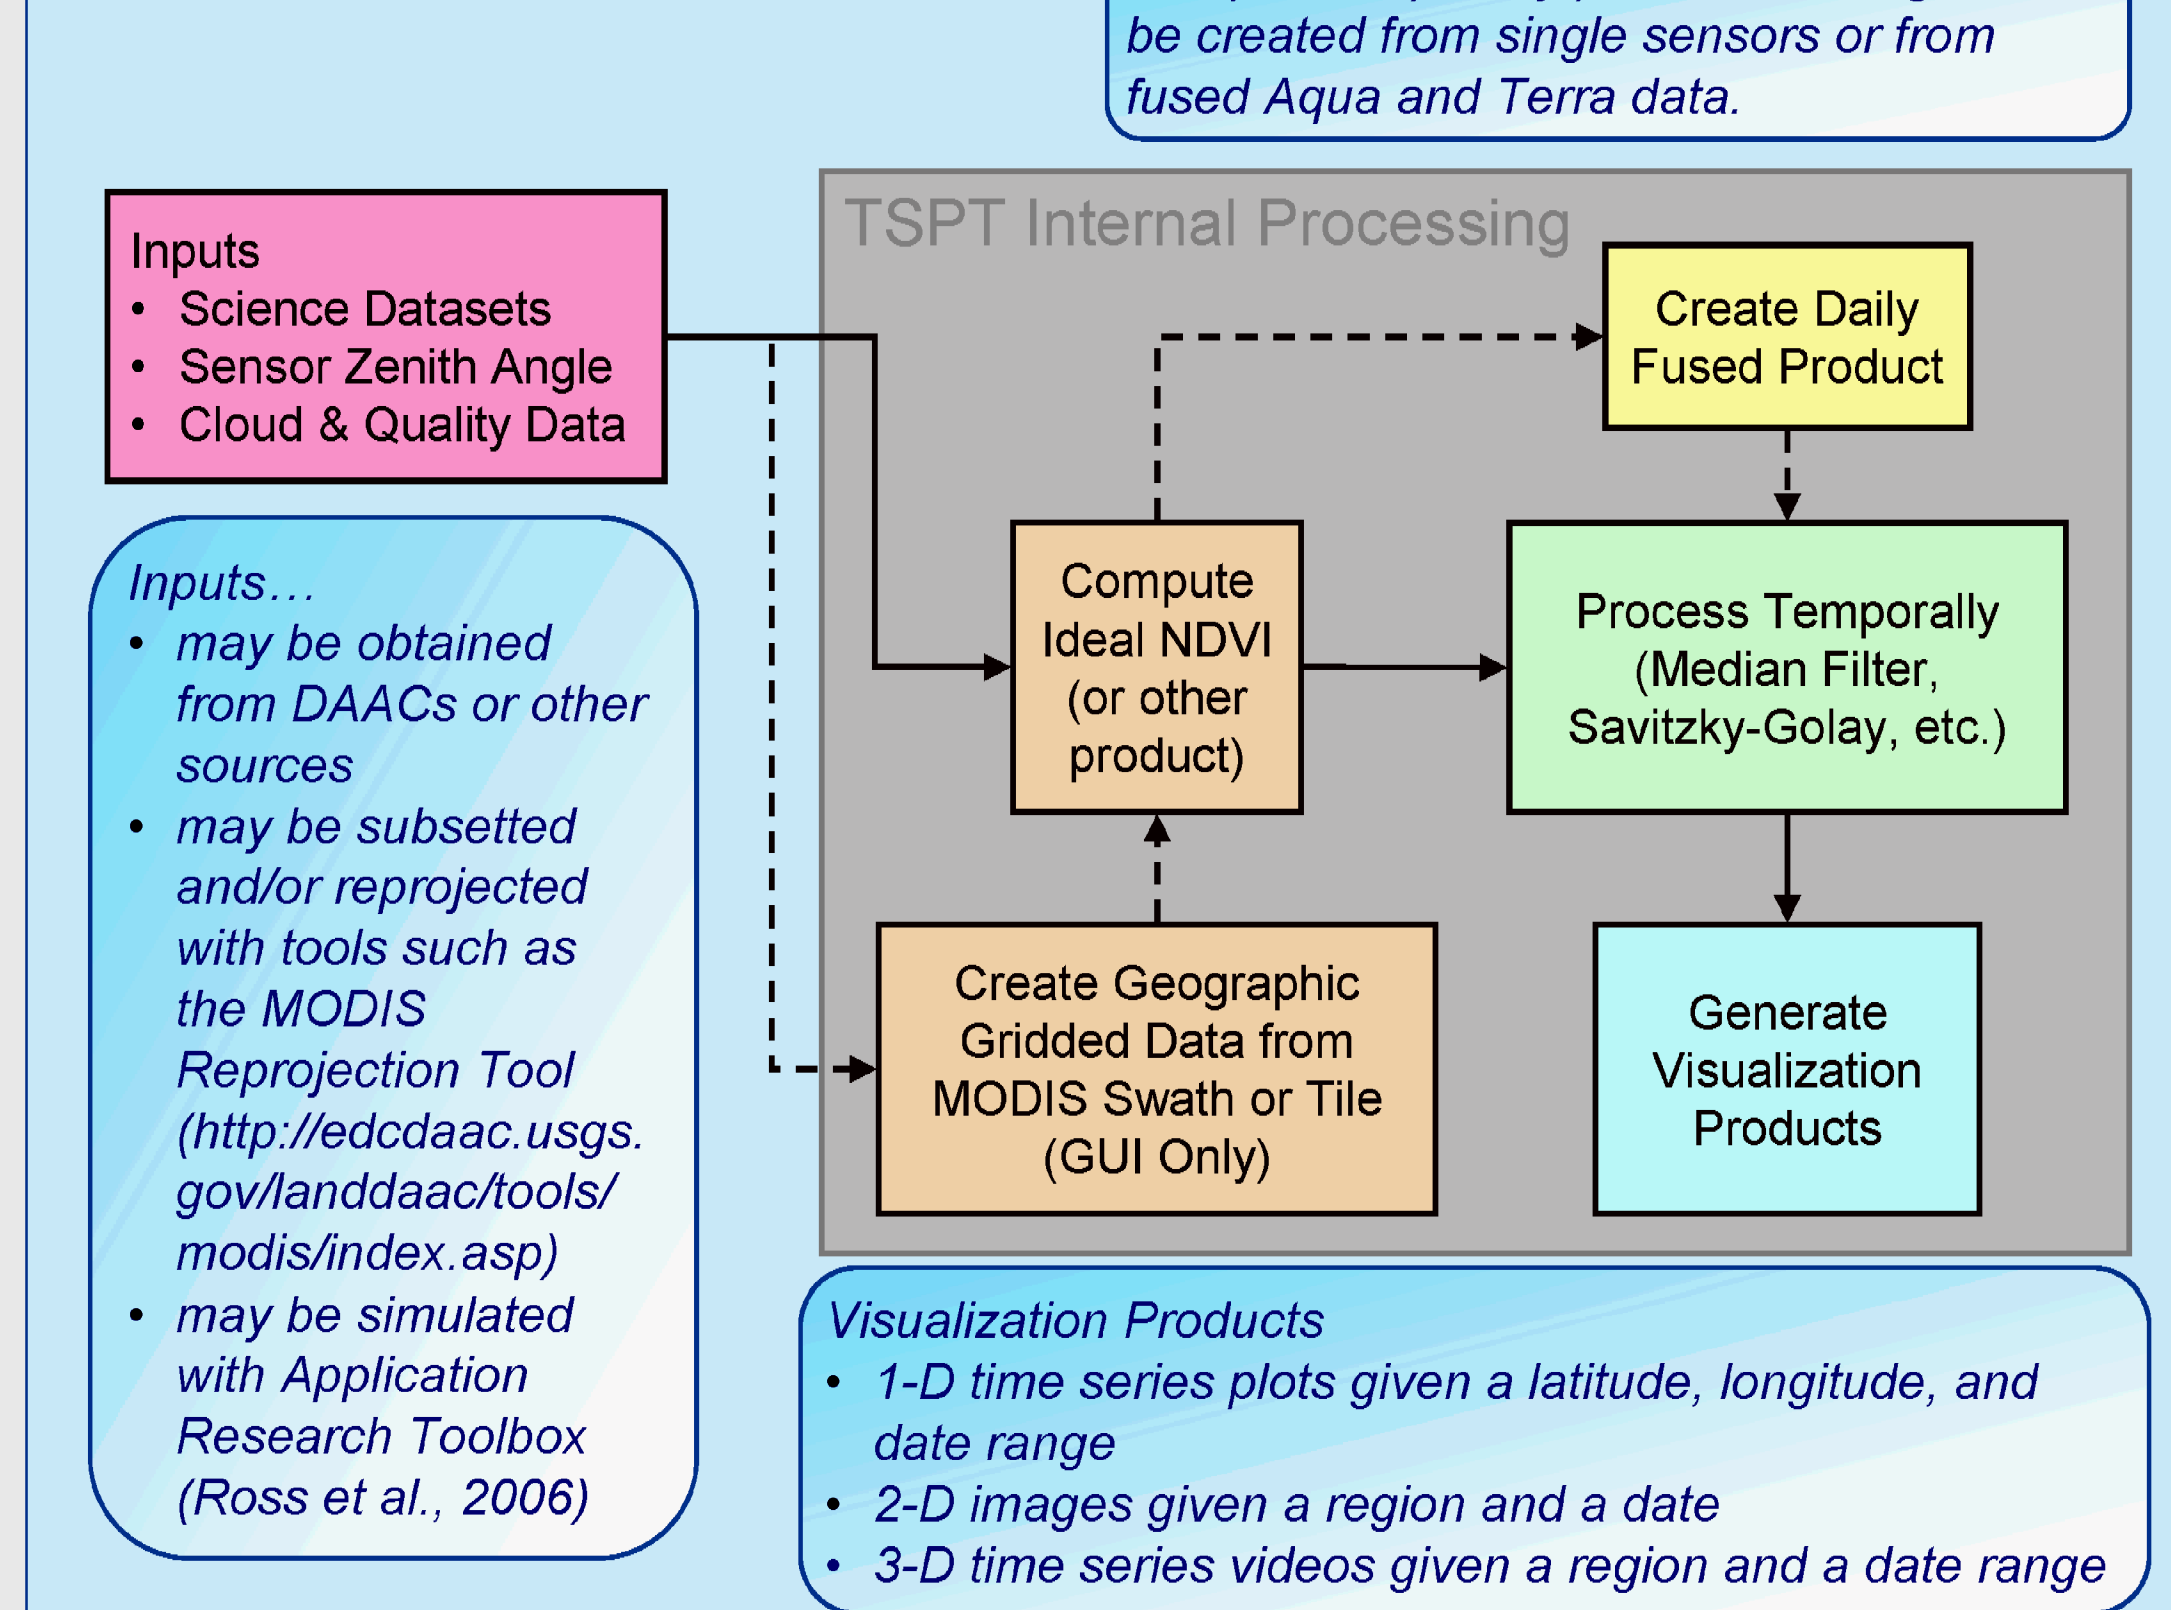 be created from single sensors or from
fused Aqua and Terra data.
TSPT Internal Processing
Inputs
• Science Datasets
• Sensor Zenith Angle
• Cloud & Quality Data
Create Daily
Fused Product
Compute
Ideal NDVI
(or other
product)
Process Temporally
(Median Filter,
Savitzky-Golay, etc.)
Create Geographic
Gridded Data from
MODIS Swath or Tile
(GUI Only)
Generate
Visualization
Products
Inputs…
• may be obtained
from DAACs or other
sources
• may be subsetted
and/or reprojected
with tools such as
the MODIS
Reprojection Tool
(http://edcdaac.usgs.
gov/landdaac/tools/
modis/index.asp)
• may be simulated
with Application
Research Toolbox
(Ross et al., 2006)
Visualization Products
• 1-D time series plots given a latitude, longitude, and
date range
• 2-D images given a region and a date
• 3-D time series videos given a region and a date range